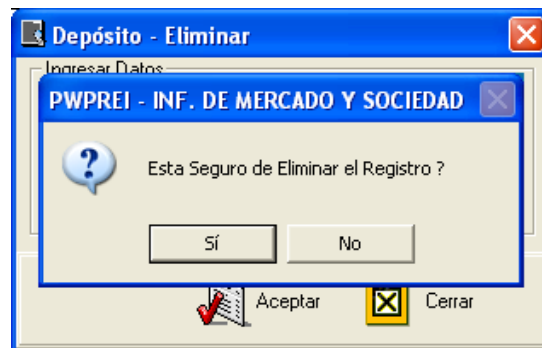 Depósito - Eliminar
Ingresar Datos
PWPREI - INF. DE MERCADO Y SOCIEDAD
Esta Seguro de Eliminar el Registro ?
Sí No
Aceptar Cerrar